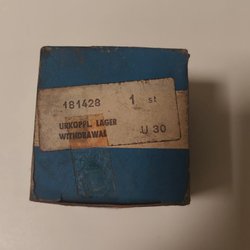 181428 1 st
URKOPPL. LAGER
WITHDRAWAL U 30